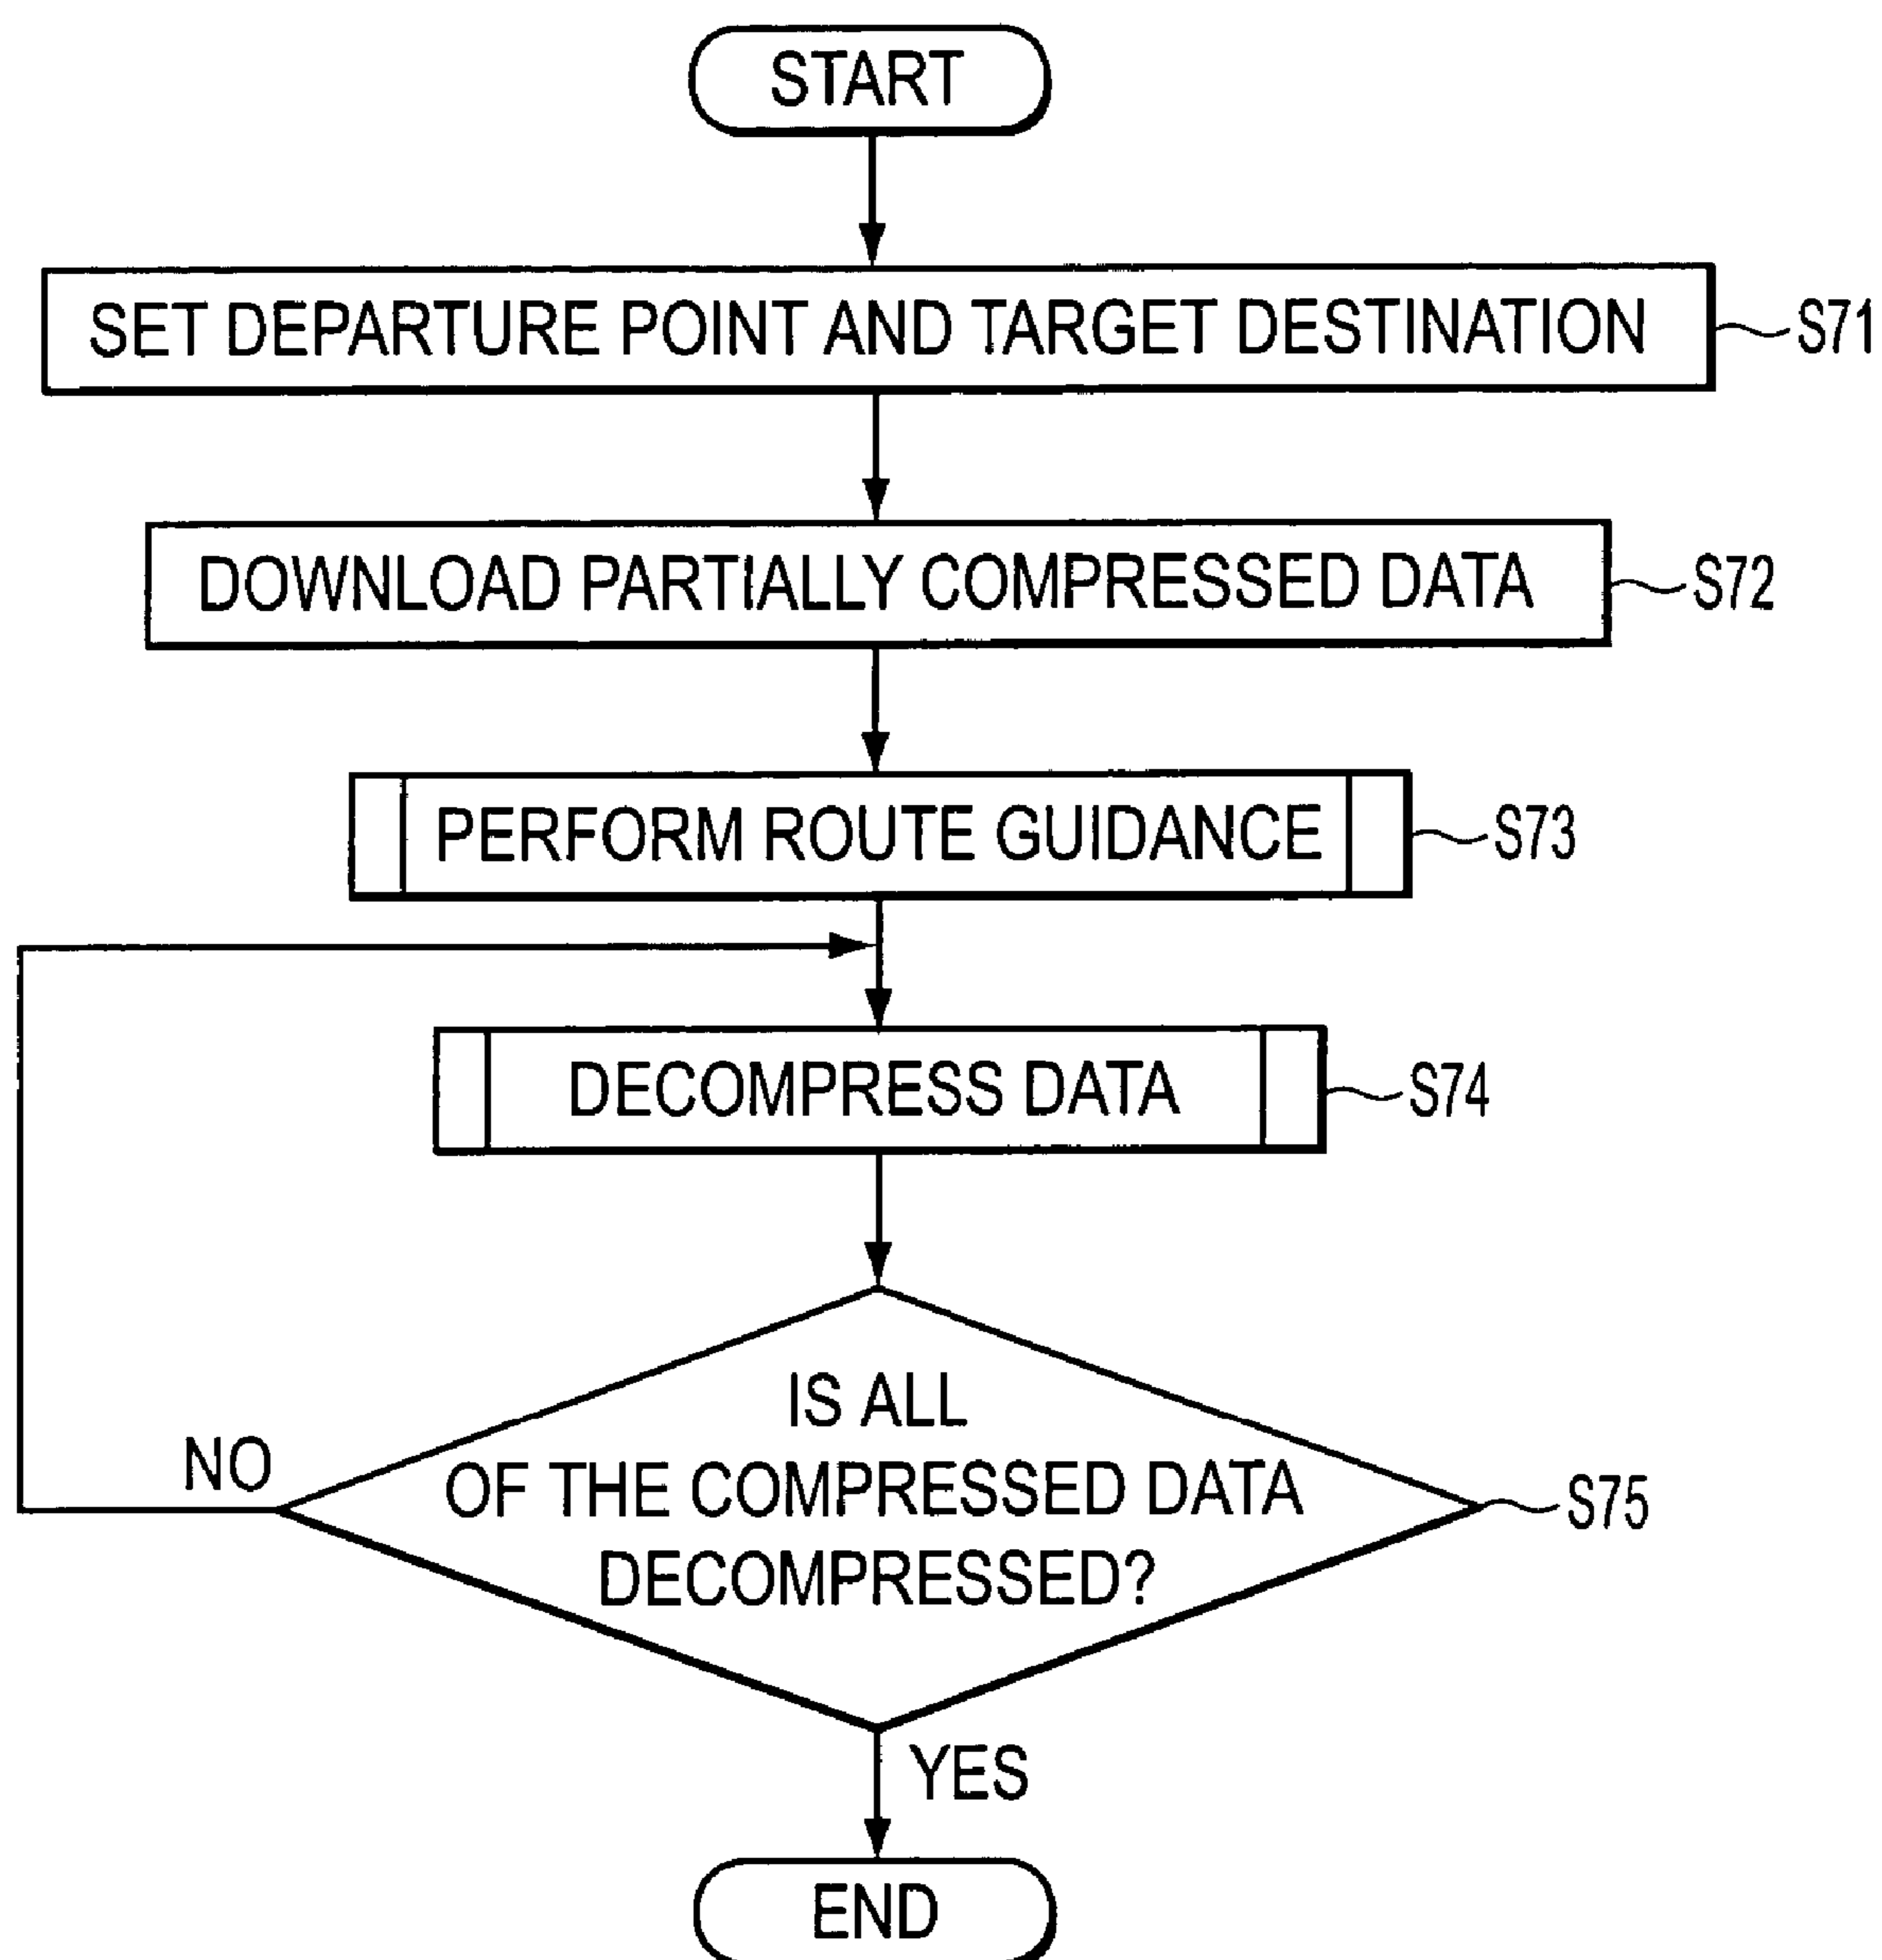 START
SET DEPARTURE POINT AND TARGET DESTINATION
S71
DOWNLOAD PARTIALLY COMPRESSED DATA
S72
PERFORM ROUTE GUIDANCE
S73
DECOMPRESS DATA
S74
IS ALL
OF THE COMPRESSED DATA
DECOMPRESSED?
S75
NO
YES
END